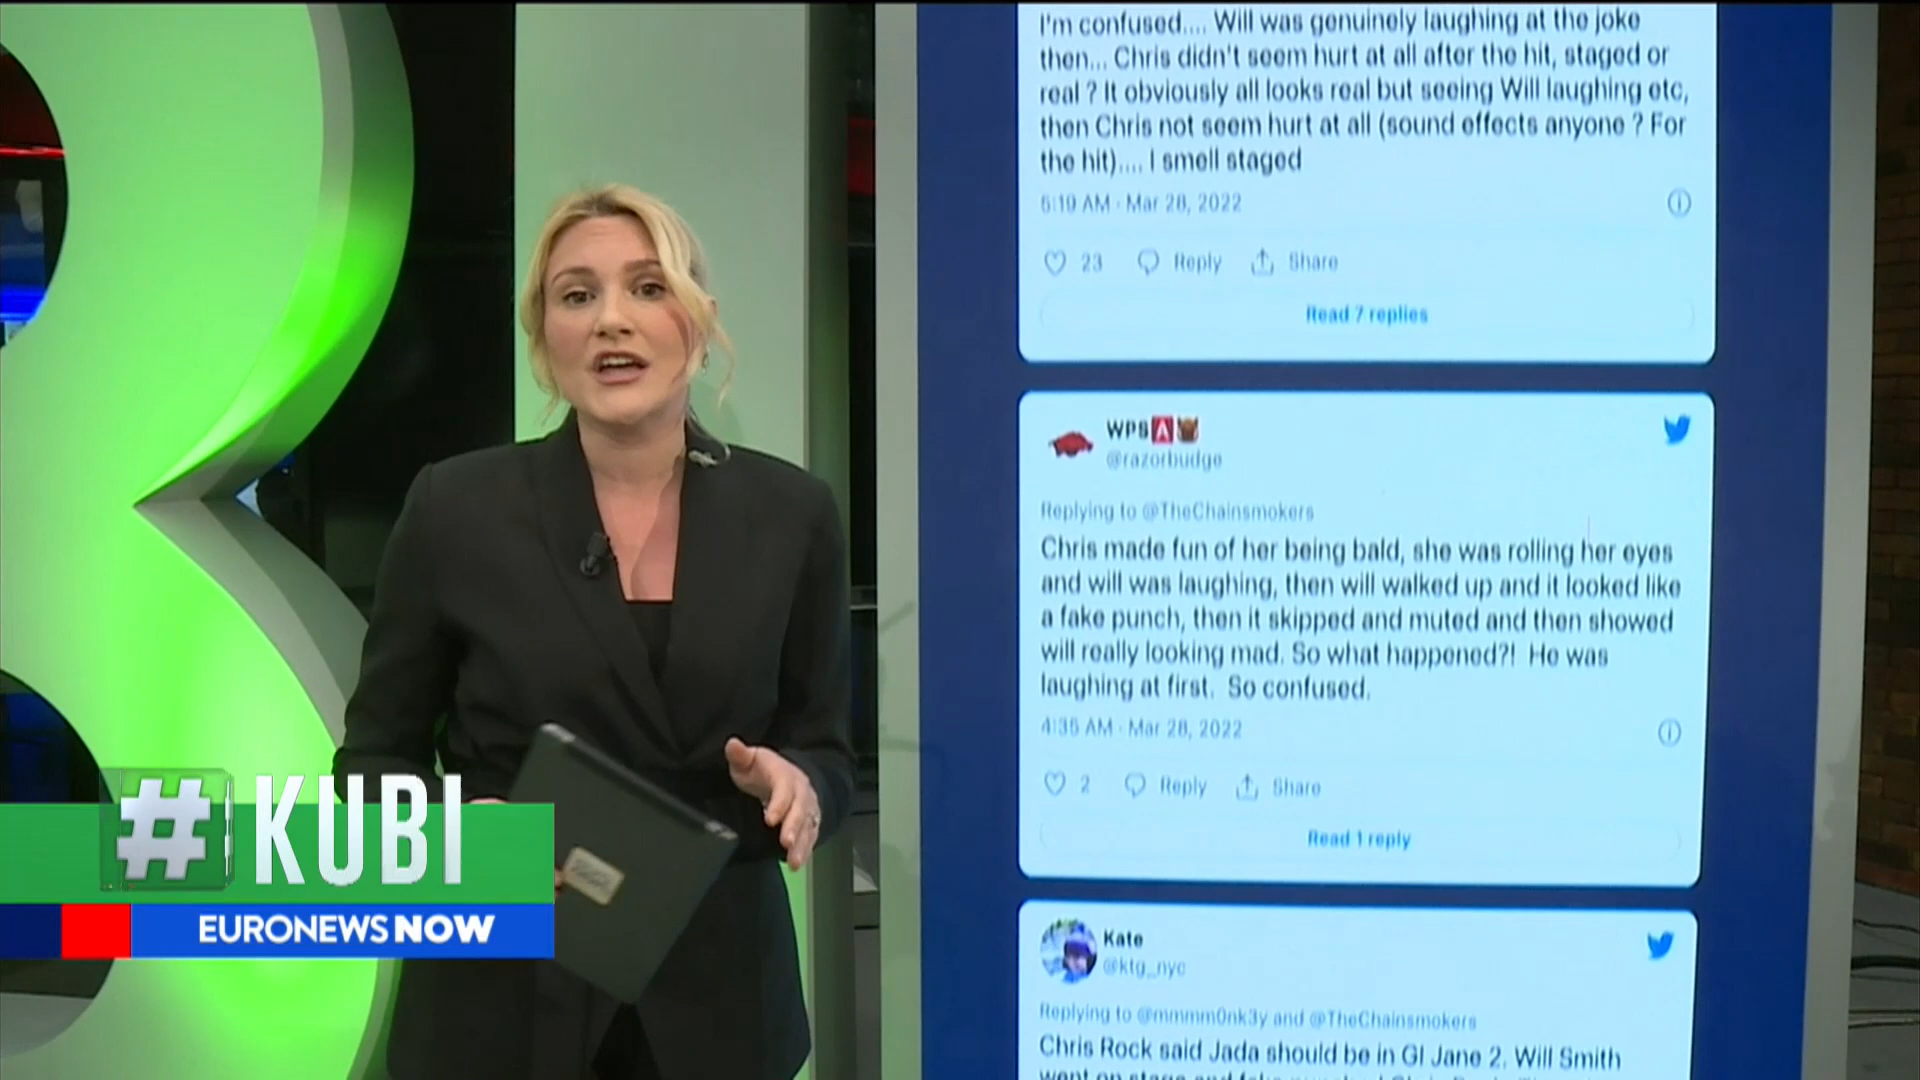 I'm confused.... Will was genuinely laughing at the joke
then... Chris didn't seem hurt at all after the hit, staged or
real ? It obviously all looks real but seeing Will laughing etc,
then Chris not seem hurt at all (sound effects anyone ? For
the hit).... I smell staged
5:19 AM · Mar 28, 2022
23 Reply Share
Read 7 replies
WPS🅰
@razorbudge
Replying to @TheChainsmokers
Chris made fun of her being bald, she was rolling her eyes
and will was laughing, then will walked up and it looked like
a fake punch, then it skipped and muted and then showed
will really looking mad. So what happened?! He was
laughing at first. So confused.
4:35 AM · Mar 28, 2022
2 Reply Share
Read 1 reply
Kate
@ktg_nyc
Replying to @mmmm0nk3y and @TheChainsmokers
Chris Rock said Jada should be in GI Jane 2. Will Smith
went on stage and
#KUBI
EURONEWS NOW